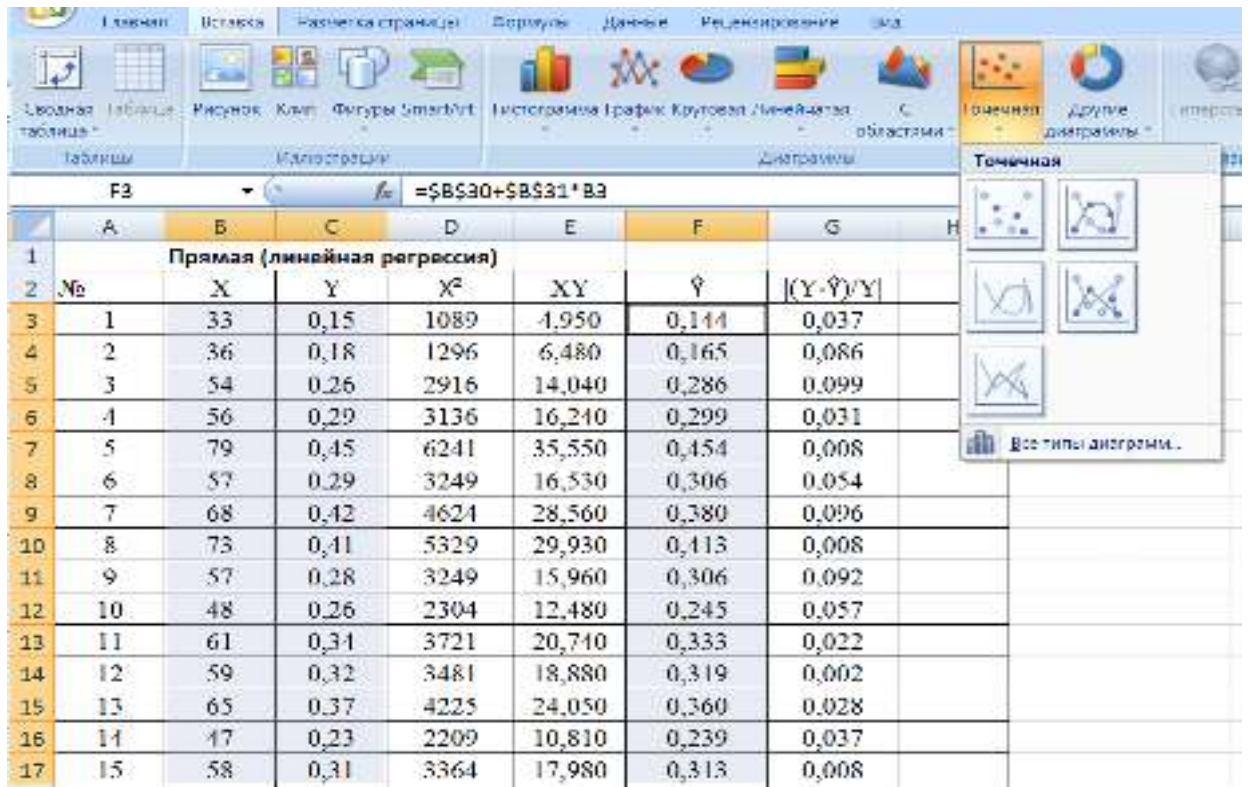 Главная Вставка Разметка страницы Формулы Данные Рецензирование Вид
Сводная таблица Таблица Рисунок Клип Фигуры SmartArt Гистограмма График Круговая Линейчатая С областями Точечная Другие диаграммы
Таблицы Иллюстрации Диаграммы
Точечная
Все типы диаграмм...
F3 fx =$B$30+$B$31*B3
A B C D E F G H
1 Прямая (линейная регрессия)
2 № X Y X² XY Ŷ |(Y-Ŷ)/Y|
3 1 33 0,15 1089 4,950 0,144 0,037
4 2 36 0,18 1296 6,480 0,165 0,086
5 3 54 0,26 2916 14,040 0,286 0,099
6 4 56 0,29 3136 16,240 0,299 0,031
7 5 79 0,45 6241 35,550 0,454 0,008
8 6 57 0,29 3249 16,530 0,306 0,054
9 7 68 0,42 4624 28,560 0,380 0,096
10 8 73 0,41 5329 29,930 0,413 0,008
11 9 57 0,28 3249 15,960 0,306 0,092
12 10 48 0,26 2304 12,480 0,245 0,057
13 11 61 0,34 3721 20,740 0,333 0,022
14 12 59 0,32 3481 18,880 0,319 0,002
15 13 65 0,37 4225 24,050 0,360 0,028
16 14 47 0,23 2209 10,810 0,239 0,037
17 15 58 0,31 3364 17,980 0,313 0,008